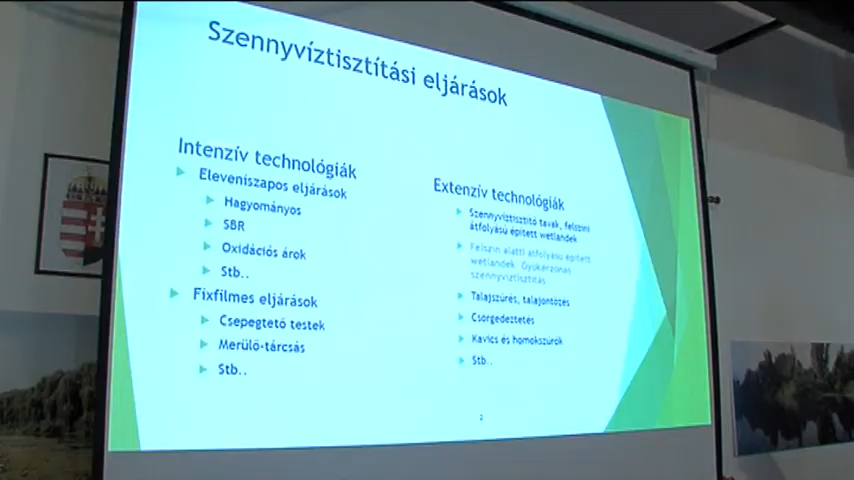 Szennyvíztisztítási eljárások
Intenzív technológiák
Eleveniszapos eljárások
Hagyományos
SBR
Oxidációs árok
Stb..
Fixfilmes eljárások
Csepegtető testek
Merülő-tárcsás
Stb..
Extenzív technológiák
Szennyvíztisztító tavak, felszíni
átfolyású épített wetlandek
Felszín alatti átfolyású épített
wetlandek Gyökérzónás
szennyvíztisztítás
Talajszűrés, talajöntözés
Csörgedeztetés
Kavics és homokszűrők
Stb..
2